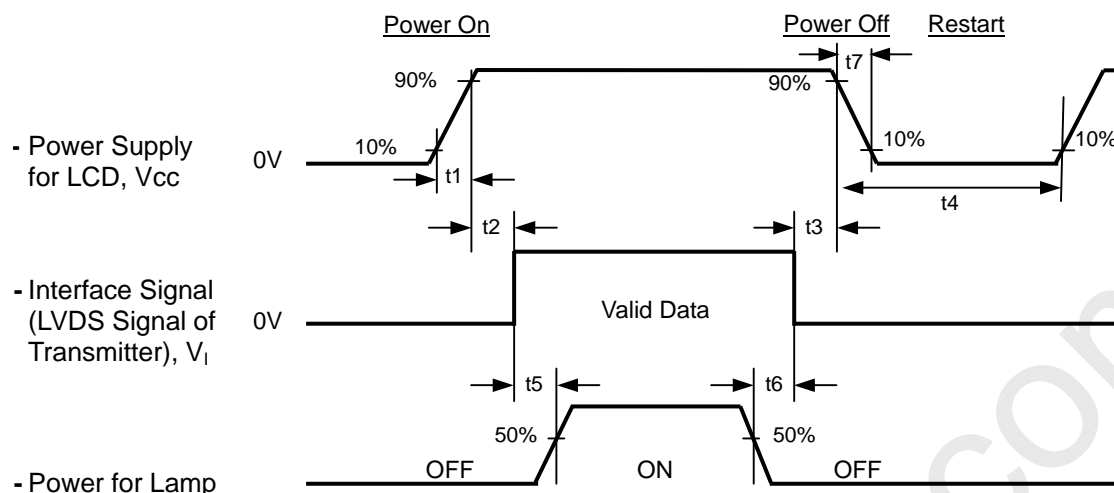 Power On
Power Off
Restart
t7
90%
90%
10%
10%
10%
- Power Supply
for LCD, Vcc
0V
t1
t4
t2
t3
- Interface Signal
(LVDS Signal of
Transmitter), VI
0V
Valid Data
t5
t6
50%
50%
OFF
ON
OFF
- Power for Lamp
.com